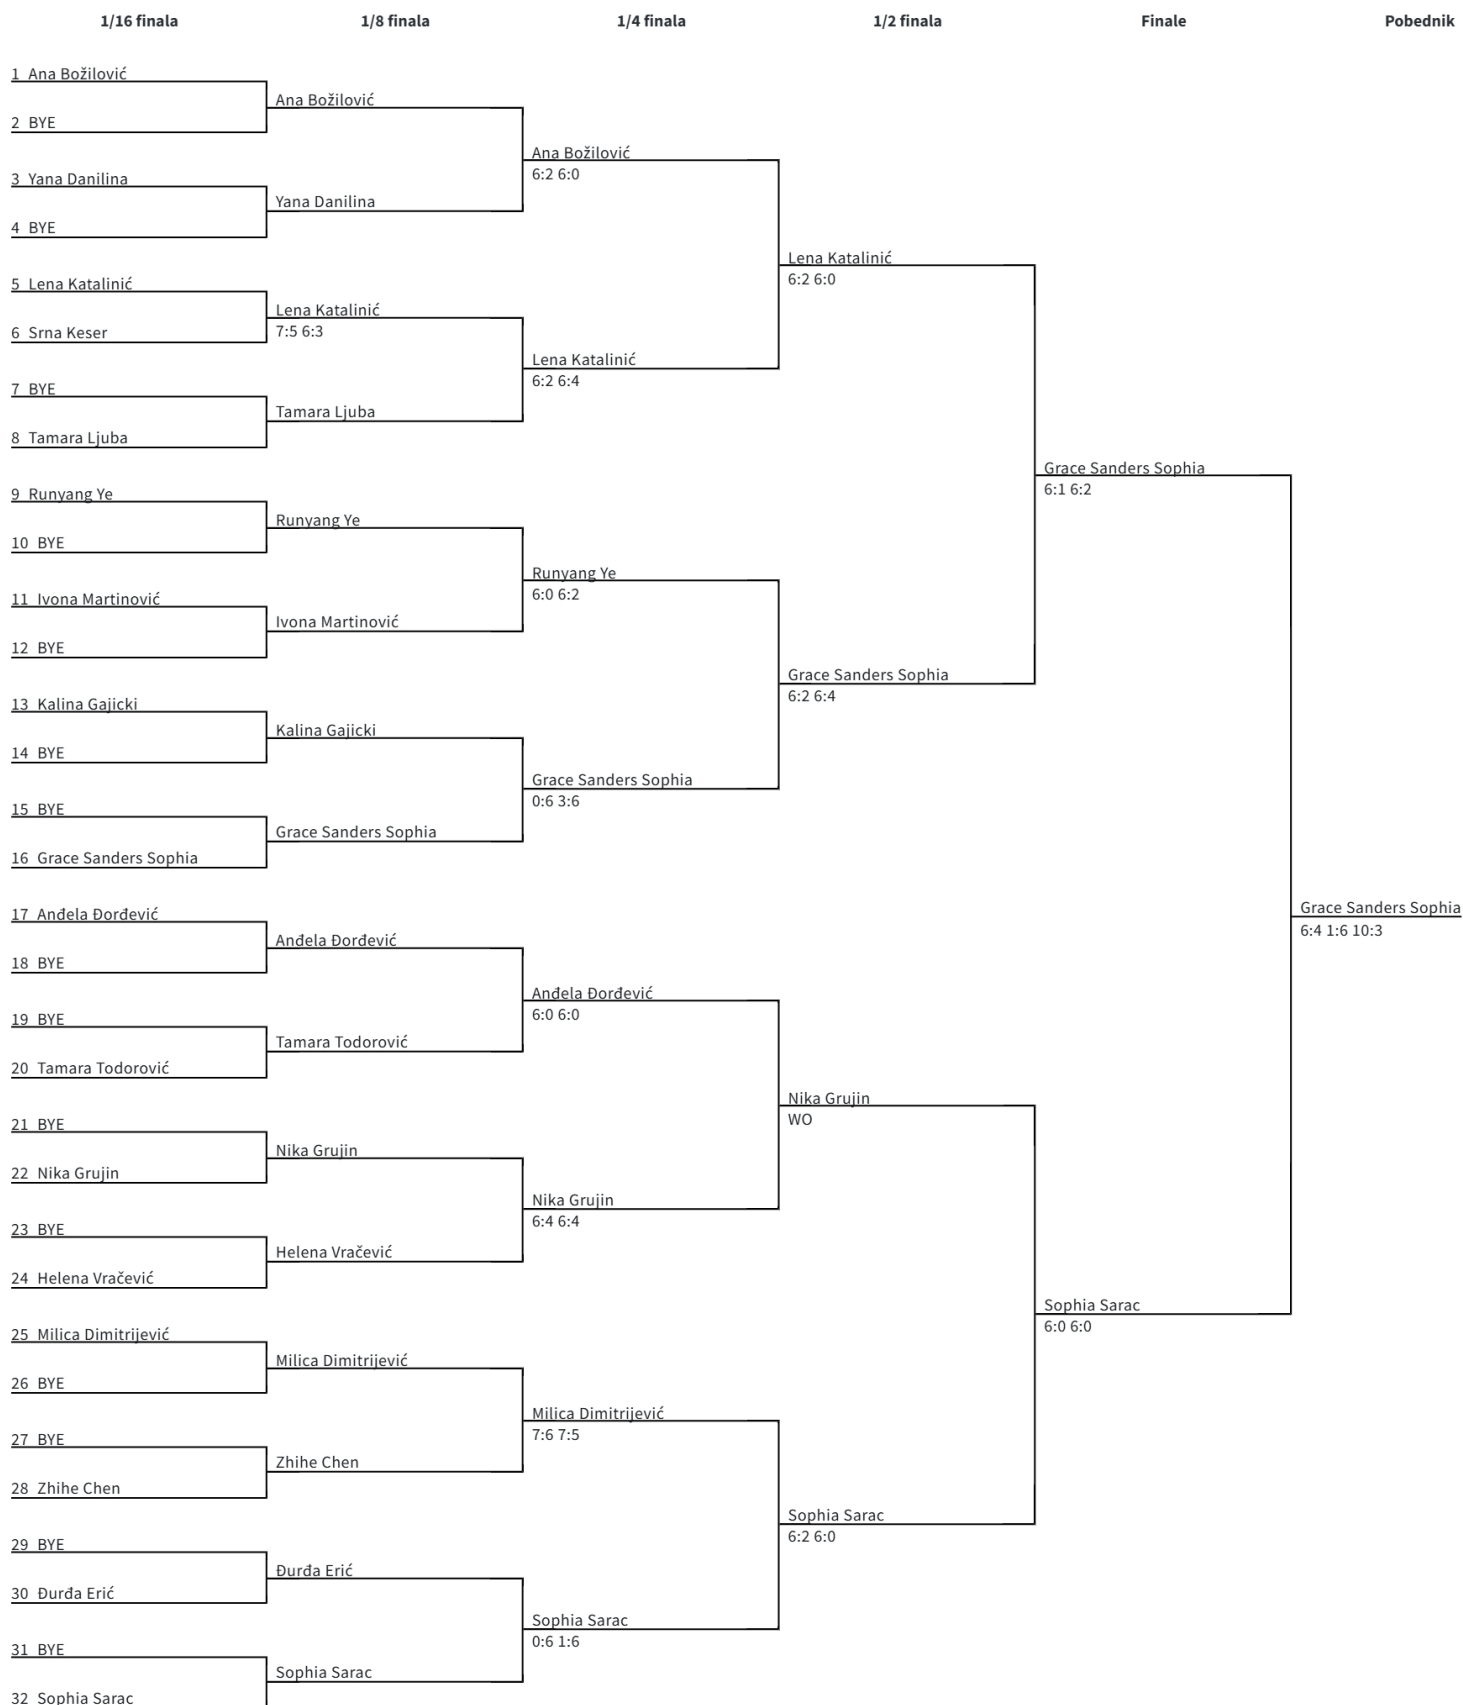 1/16 finala 1/8 finala 1/4 finala 1/2 finala Finale Pobednik
1 Ana Božilović
Ana Božilović
2 BYE
Ana Božilović
6:2 6:0
3 Yana Danilina
Yana Danilina
4 BYE
Lena Katalinić
6:2 6:0
5 Lena Katalinić
Lena Katalinić
7:5 6:3
6 Srna Keser
Lena Katalinić
6:2 6:4
7 BYE
Tamara Ljuba
8 Tamara Ljuba
Grace Sanders Sophia
6:1 6:2
9 Runyang Ye
Runyang Ye
10 BYE
Runyang Ye
6:0 6:2
11 Ivona Martinović
Ivona Martinović
12 BYE
Grace Sanders Sophia
6:2 6:4
13 Kalina Gajicki
Kalina Gajicki
14 BYE
Grace Sanders Sophia
0:6 3:6
15 BYE
Grace Sanders Sophia
16 Grace Sanders Sophia
Grace Sanders Sophia
6:4 1:6 10:3
17 Anđela Đorđević
Anđela Đorđević
18 BYE
Anđela Đorđević
6:0 6:0
19 BYE
Tamara Todorović
20 Tamara Todorović
Nika Grujin
WO
21 BYE
Nika Grujin
22 Nika Grujin
Nika Grujin
6:4 6:4
23 BYE
Helena Vračević
24 Helena Vračević
Sophia Sarac
6:0 6:0
25 Milica Dimitrijević
Milica Dimitrijević
26 BYE
Milica Dimitrijević
7:6 7:5
27 BYE
Zhihe Chen
28 Zhihe Chen
Sophia Sarac
6:2 6:0
29 BYE
Đurđa Erić
30 Đurđa Erić
Sophia Sarac
0:6 1:6
31 BYE
Sophia Sarac
32 Sophia Sarac